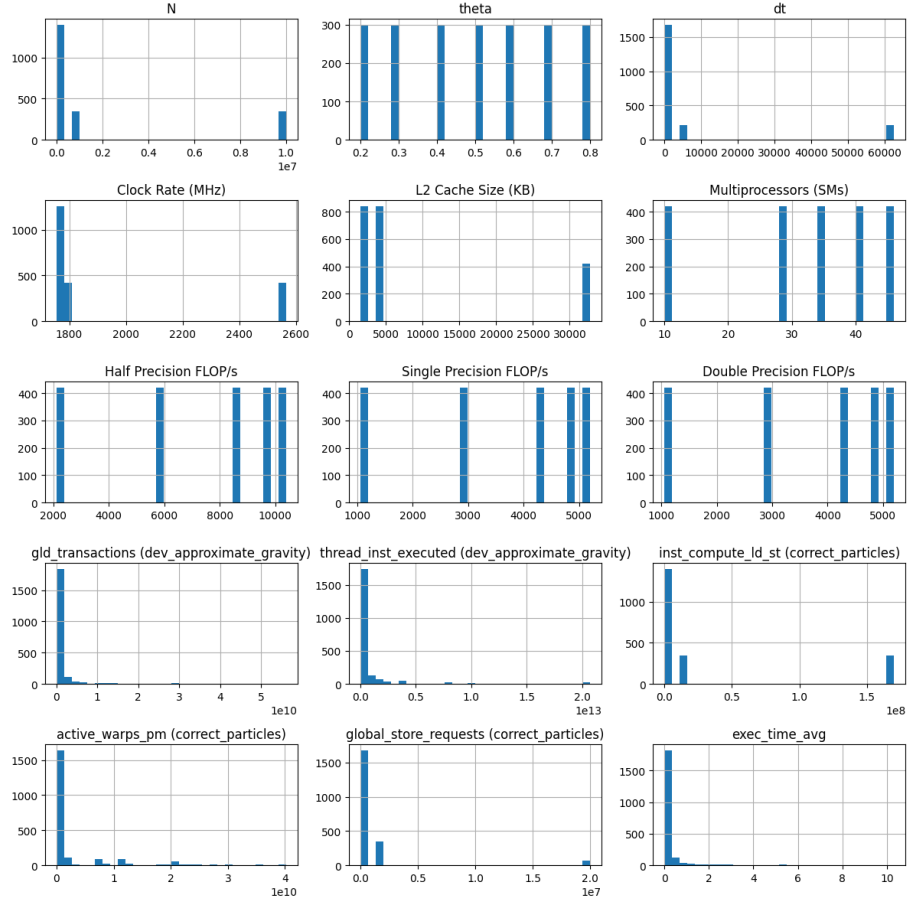 N
1000
500
0
0.0 0.2 0.4 0.6 0.8 1.0
1e7
theta
300
200
100
0
0.2 0.3 0.4 0.5 0.6 0.7 0.8
dt
1500
1000
500
0
0 10000 20000 30000 40000 50000 60000
Clock Rate (MHz)
1000
500
0
1800 2000 2200 2400 2600
L2 Cache Size (KB)
800
600
400
200
0
0 5000 10000 15000 20000 25000 30000
Multiprocessors (SMs)
400
300
200
100
0
10 20 30 40
Half Precision FLOP/s
400
300
200
100
0
2000 4000 6000 8000 10000
Single Precision FLOP/s
400
300
200
100
0
1000 2000 3000 4000 5000
Double Precision FLOP/s
400
300
200
100
0
1000 2000 3000 4000 5000
gld_transactions (dev_approximate_gravity)
1500
1000
500
0
0 1 2 3 4 5
1e10
thread_inst_executed (dev_approximate_gravity)
1500
1000
500
0
0.0 0.5 1.0 1.5 2.0
1e13
inst_compute_ld_st (correct_particles)
1000
500
0
0.0 0.5 1.0 1.5
1e8
active_warps_pm (correct_particles)
1500
1000
500
0
0 1 2 3 4
1e10
global_store_requests (correct_particles)
1500
1000
500
0
0.0 0.5 1.0 1.5 2.0
1e7
exec_time_avg
1500
1000
500
0
0 2 4 6 8 10